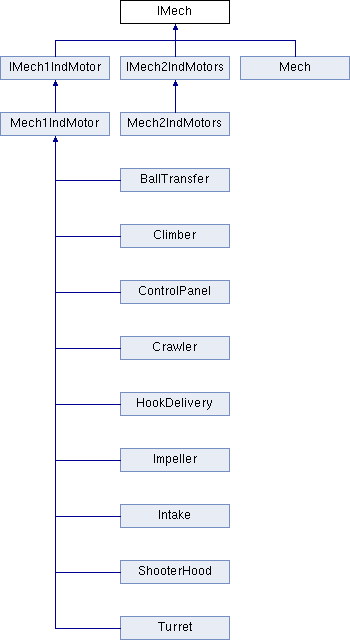 IMech
IMech1IndMotor
IMech2IndMotors
Mech
Mech1IndMotor
Mech2IndMotors
BallTransfer
Climber
ControlPanel
Crawler
HookDelivery
Impeller
Intake
ShooterHood
Turret